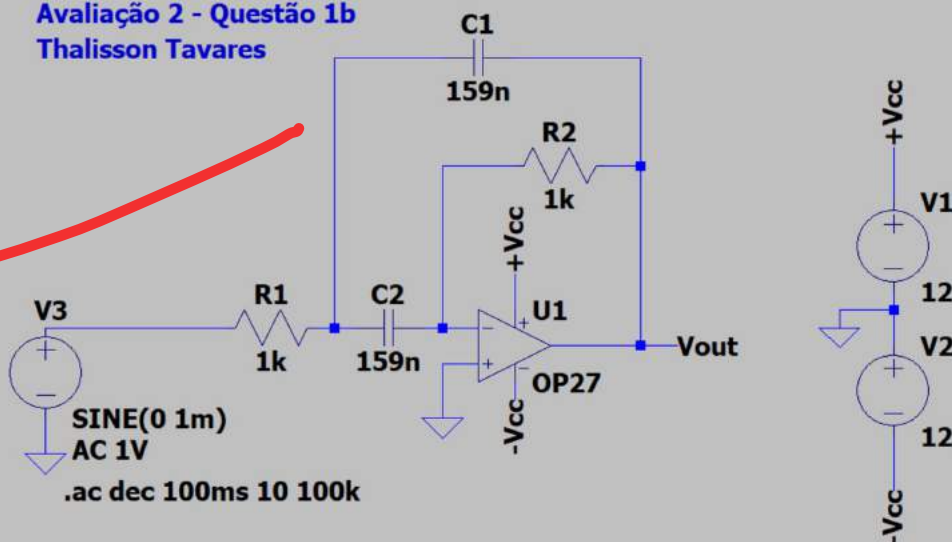 Avaliação 2 - Questão 1b
Thalisson Tavares
C1
159n
R2
1k
+Vcc
V1
12
V3
R1
1k
C2
159n
+Vcc
U1
OP27
-Vcc
Vout
V2
12
-Vcc
SINE(0 1m)
AC 1V
.ac dec 100ms 10 100k